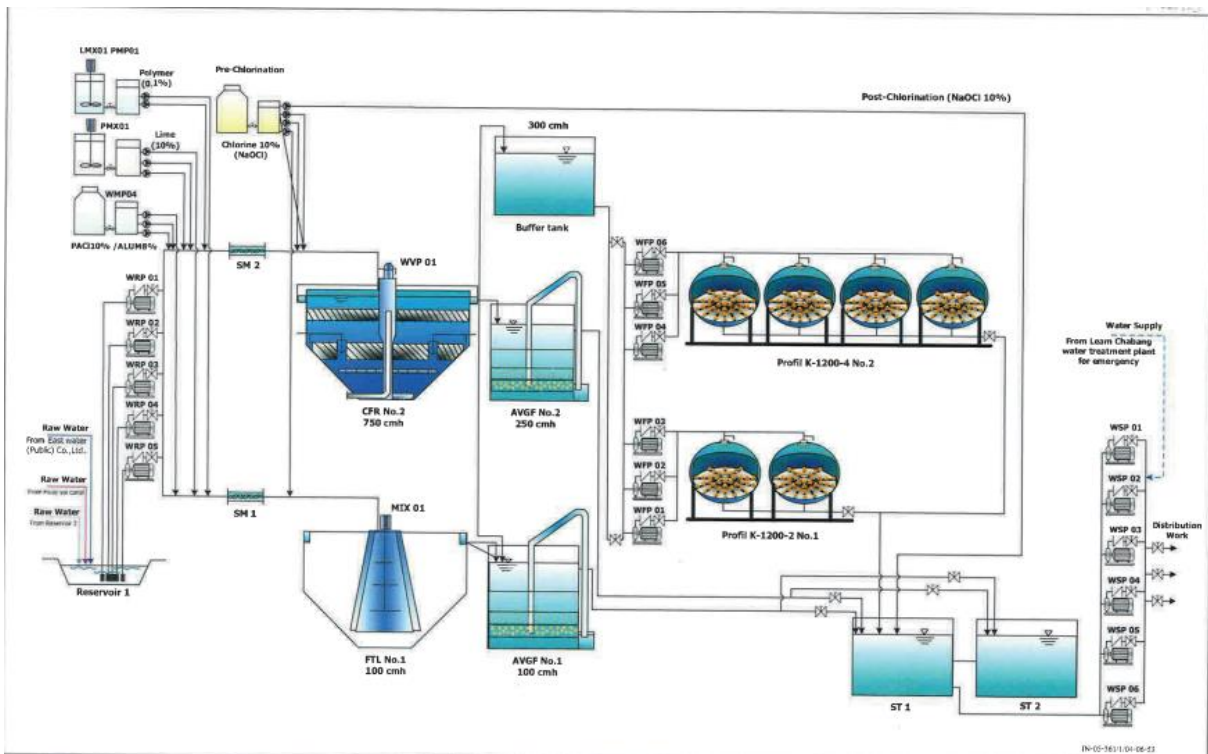 LMX01 PMP01
Polymer
(0.1%)
Pre-Chlorination
PMX01
Lime
(10%)
Chlorine 10%
(NaOCl)
WMP04
PACl10% /ALUM8%
Post-Chlorination (NaOCl 10%)
300 cmh
Buffer tank
SM 2
WVP 01
CFR No.2
750 cmh
AVGF No.2
250 cmh
WRP 01
WRP 02
WRP 03
WRP 04
WRP 05
Raw Water
From East water
(Public) Co.,Ltd.
Raw Water
Raw Water
From Reservoir 2
Reservoir 1
SM 1
MIX 01
FTL No.1
100 cmh
AVGF No.1
100 cmh
WFP 06
WFP 05
WFP 04
Profil K-1200-4 No.2
WFP 03
WFP 02
WFP 01
Profil K-1200-2 No.1
Water Supply
From Leam Chabang
water treatment plant
for emergency
WSP 01
WSP 02
WSP 03
WSP 04
WSP 05
WSP 06
Distribution
Work
ST 1
ST 2